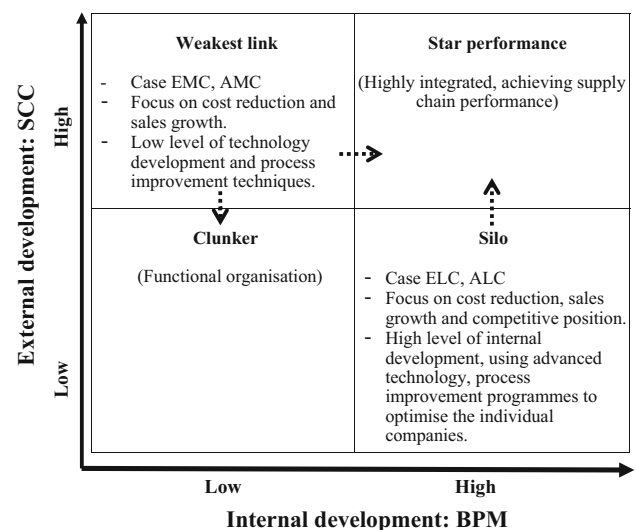 External development: SCC
High
Low
Weakest link
- Case EMC, AMC
- Focus on cost reduction and
sales growth.
- Low level of technology
development and process
improvement techniques.
Star performance
(Highly integrated, achieving supply
chain performance)
Clunker
(Functional organisation)
Silo
- Case ELC, ALC
- Focus on cost reduction, sales
growth and competitive position.
- High level of internal
development, using advanced
technology, process
improvement programmes to
optimise the individual
companies.
Low
High
Internal development: BPM